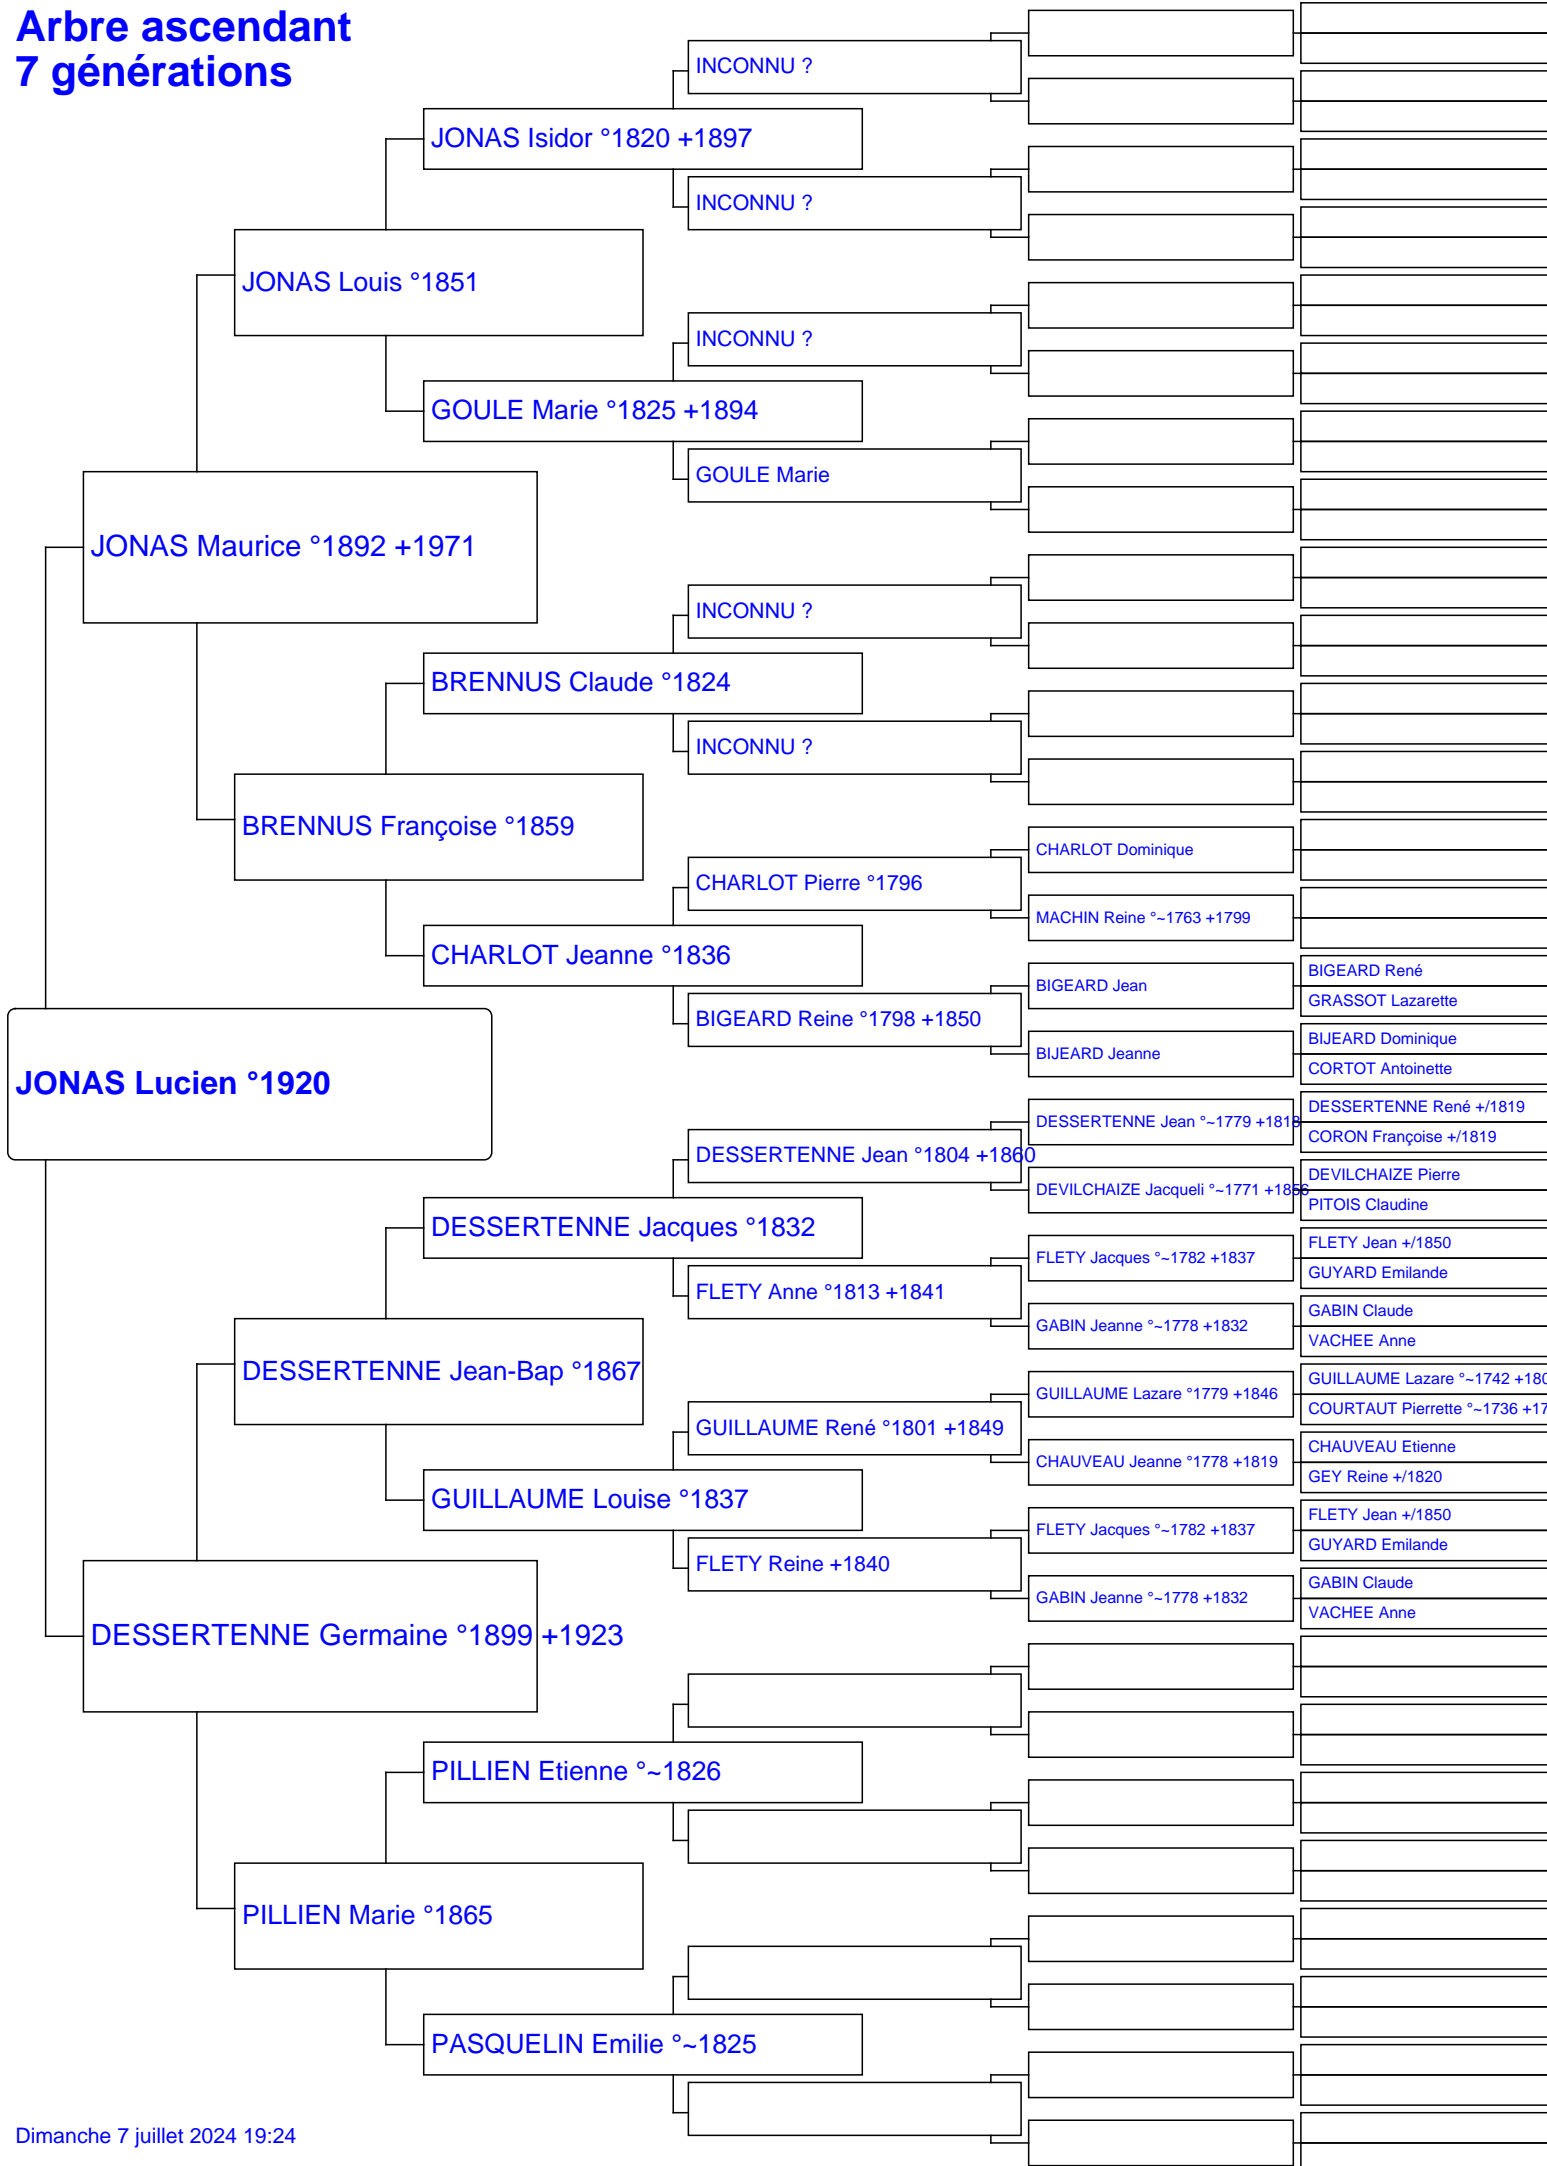 Arbre ascendant
7 générations
INCONNU ?
JONAS Isidor °1820 +1897
INCONNU ?
JONAS Louis °1851
INCONNU ?
GOULE Marie °1825 +1894
GOULE Marie
JONAS Maurice °1892 +1971
INCONNU ?
BRENNUS Claude °1824
INCONNU ?
BRENNUS Françoise °1859
CHARLOT Dominique
CHARLOT Pierre °1796
MACHIN Reine °~1763 +1799
CHARLOT Jeanne °1836
BIGEARD René
BIGEARD Jean
GRASSOT Lazarette
BIGEARD Reine °1798 +1850
BIJEARD Dominique
BIJEARD Jeanne
CORTOT Antoinette
JONAS Lucien °1920
DESSERTENNE René +/1819
DESSERTENNE Jean °~1779 +1818
CORON Françoise +/1819
DESSERTENNE Jean °1804 +1860
DEVILCHAIZE Pierre
DEVILCHAIZE Jacqueli °~1771 +1856
PITOIS Claudine
DESSERTENNE Jacques °1832
FLETY Jean +/1850
FLETY Jacques °~1782 +1837
GUYARD Emilande
FLETY Anne °1813 +1841
GABIN Claude
GABIN Jeanne °~1778 +1832
VACHEE Anne
DESSERTENNE Jean-Bap °1867
GUILLAUME Lazare °~1742
GUILLAUME Lazare °1779 +1846
COURTAUT Pierrette °~1736
GUILLAUME René °1801 +1849
CHAUVEAU Etienne
CHAUVEAU Jeanne °1778 +1819
GEY Reine +/1820
GUILLAUME Louise °1837
FLETY Jean +/1850
FLETY Jacques °~1782 +1837
GUYARD Emilande
FLETY Reine +1840
GABIN Claude
GABIN Jeanne °~1778 +1832
VACHEE Anne
DESSERTENNE Germaine °1899 +1923
PILLIEN Etienne °~1826
PILLIEN Marie °1865
PASQUELIN Emilie °~1825
Dimanche 7 juillet 2024 19:24